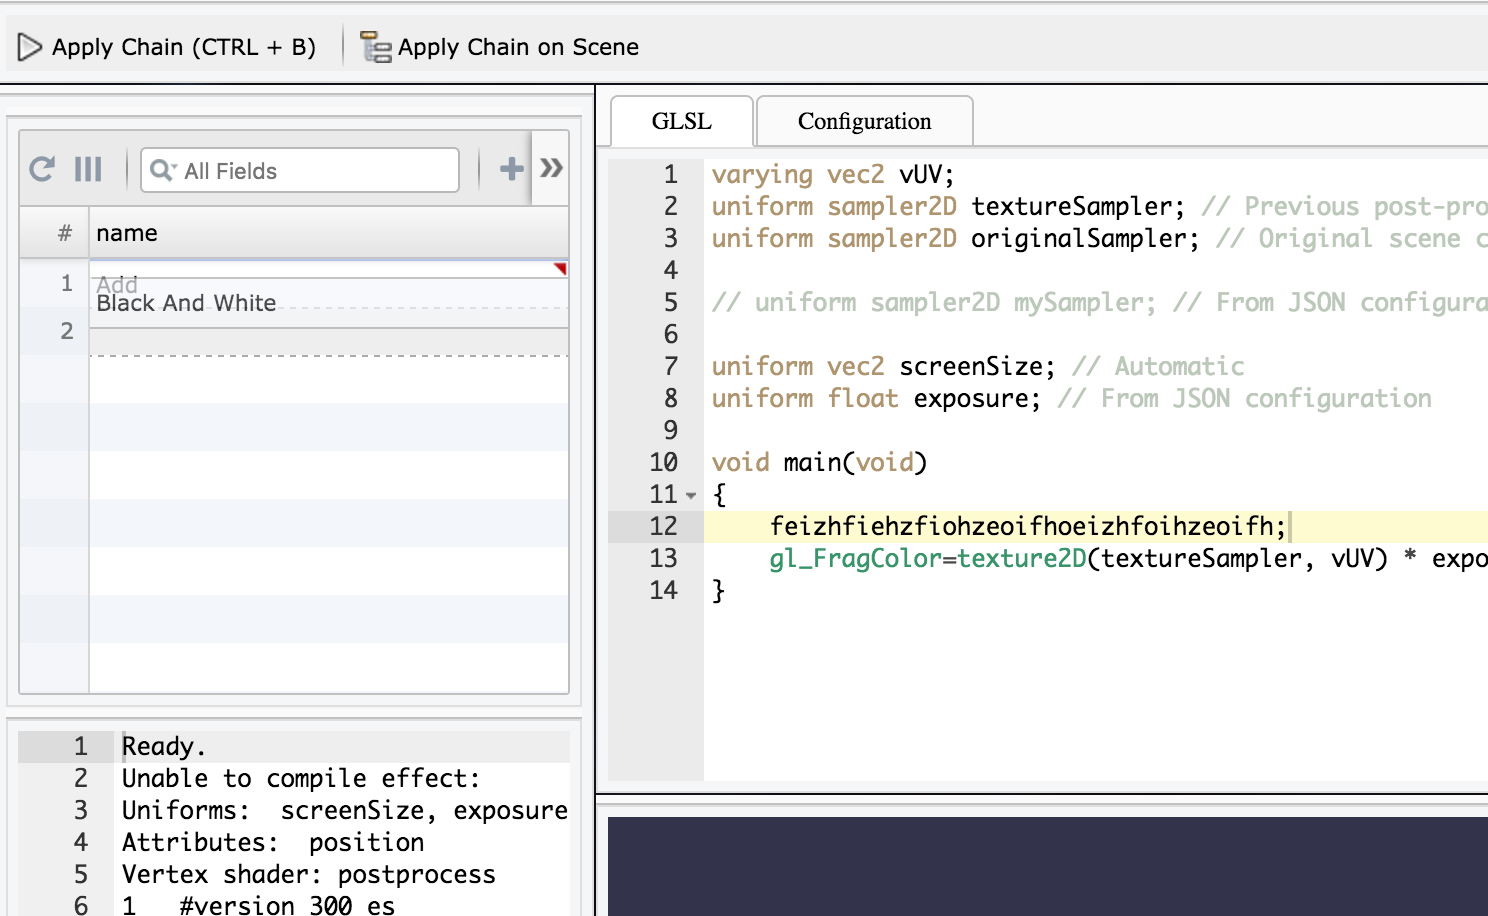 Apply Chain (CTRL + B) Apply Chain on Scene
All Fields
# name
1 Add
Black And White
2
GLSL Configuration
1 varying vec2 vUV;
2 uniform sampler2D textureSampler; // Previous post-pro
3 uniform sampler2D originalSampler; // Original scene c
4
5 // uniform sampler2D mySampler; // From JSON configura
6
7 uniform vec2 screenSize; // Automatic
8 uniform float exposure; // From JSON configuration
9
10 void main(void)
11 {
12 feizhfiehzfiohzeoifhoeizhfoihzeoifh;
13 gl_FragColor=texture2D(textureSampler, vUV) * expo
14 }
1 Ready.
2 Unable to compile effect:
3 Uniforms: screenSize, exposure
4 Attributes: position
5 Vertex shader: postprocess
6 1 #version 300 es